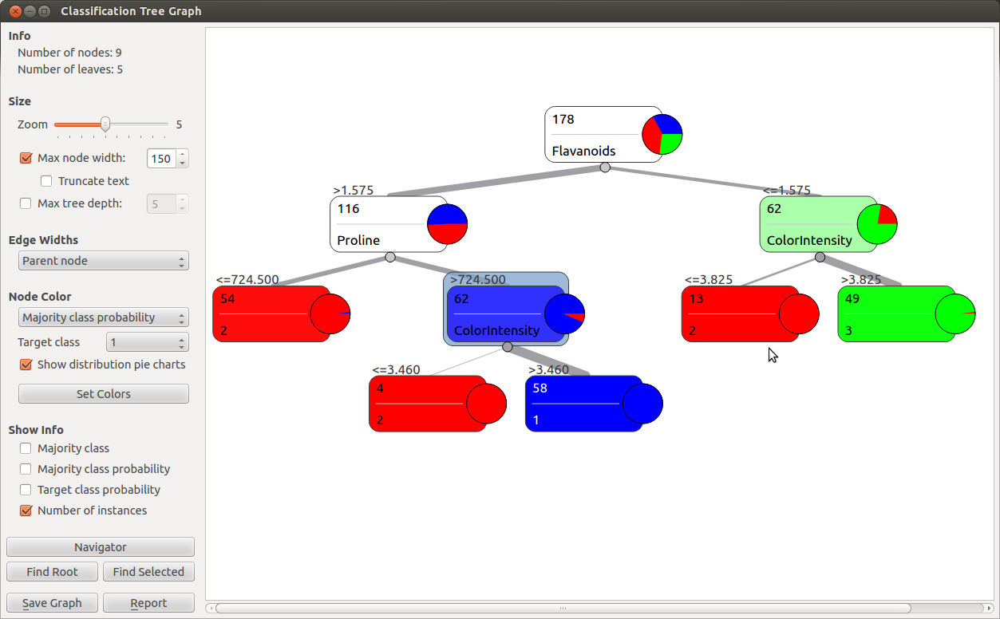 Classification Tree Graph
Info
Number of nodes: 9
Number of leaves: 5
Size
Zoom 5
Max node width: 150
Truncate text
Max tree depth: 5
Edge Widths
Parent node
Node Color
Majority class probability
Target class 1
Show distribution pie charts
Set Colors
Show Info
Majority class
Majority class probability
Target class probability
Number of instances
Navigator
Find Root Find Selected
Save Graph Report
178
Flavanoids
>1.575 <=1.575
116 62
Proline ColorIntensity
<=724.500 >724.500 <=3.825 >3.825
54 62 13 49
2 ColorIntensity 2 3
<=3.460 >3.460
4 58
2 1